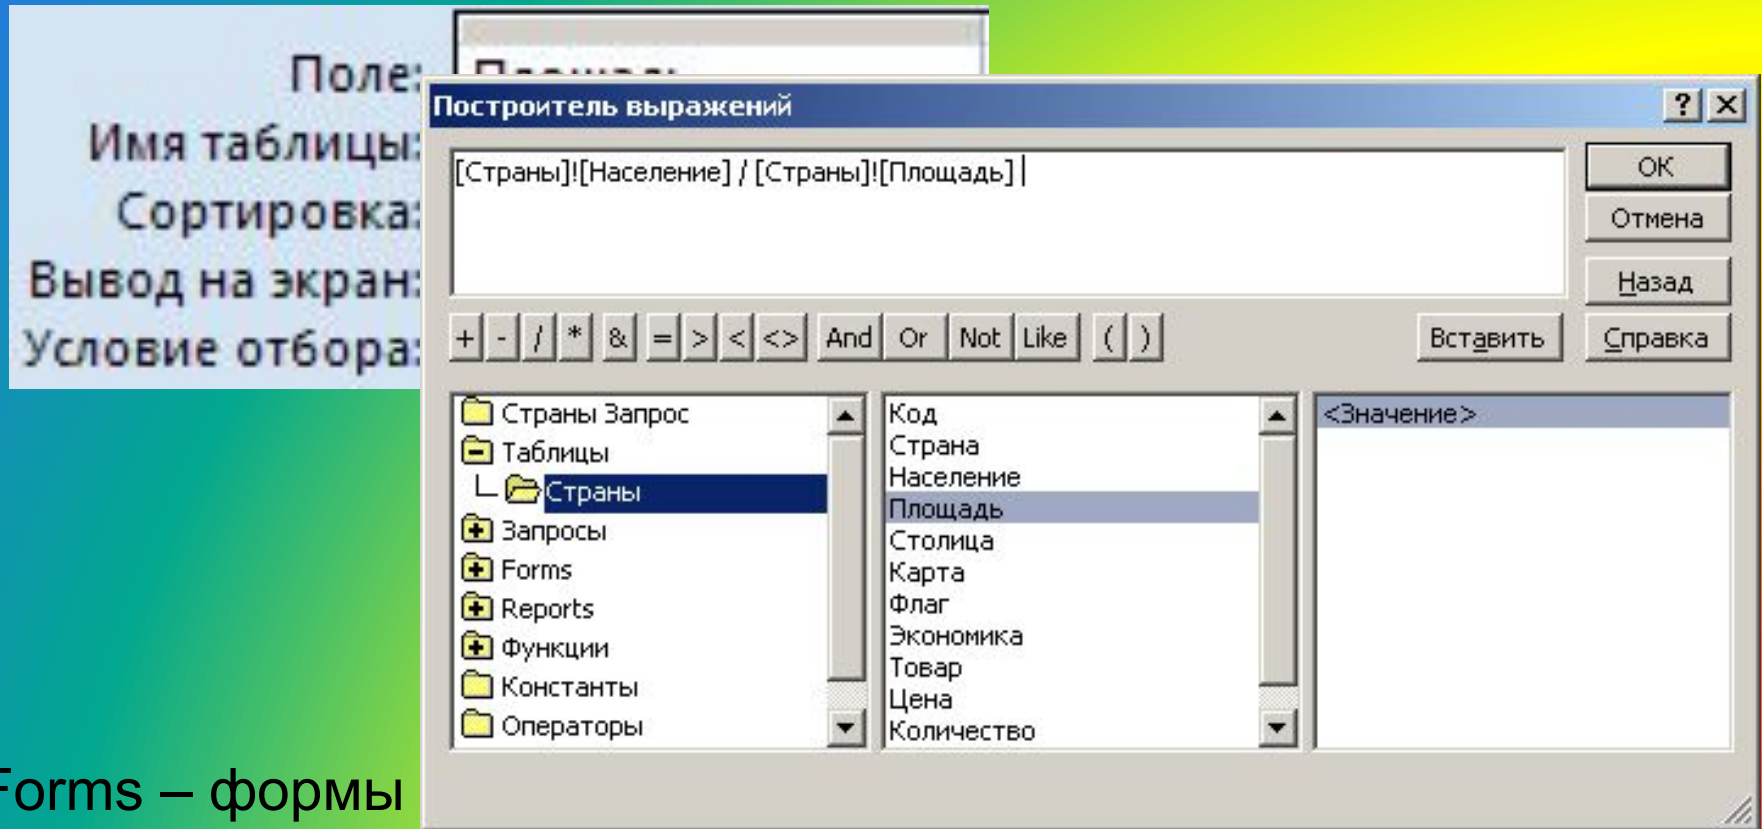 Поле:
Площадь
Имя таблицы:
Сортировка:
Вывод на экран:
Условие отбора:
Построитель выражений
? X
[Страны]![Население] / [Страны]![Площадь]
OK
Отмена
Назад
+ - / * & = > < <> And Or Not Like ( ) Вставить Справка
Страны Запрос
Таблицы
Страны
Запросы
Forms
Reports
Функции
Константы
Операторы
Код
Страна
Население
Площадь
Столица
Карта
Флаг
Экономика
Товар
Цена
Количество
<Значение>
Forms – формы